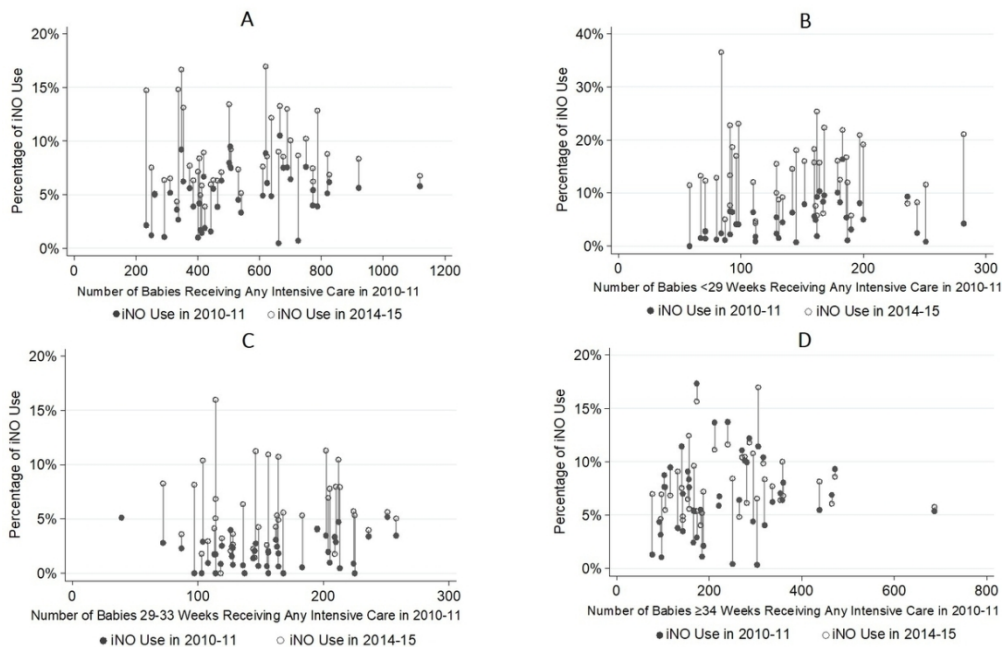 A
20%
15%
10%
5%
0%
Percentage of iNO Use
0 200 400 600 800 1000 1200
Number of Babies Receiving Any Intensive Care in 2010-11
iNO Use in 2010-11 iNO Use in 2014-15
B
40%
30%
20%
10%
0%
Percentage of iNO Use
0 100 200 300
Number of Babies <29 Weeks Receiving Any Intensive Care in 2010-11
iNO Use in 2010-11 iNO Use in 2014-15
C
20%
15%
10%
5%
0%
Percentage of iNO Use
0 100 200 300
Number of Babies 29-33 Weeks Receiving Any Intensive Care in 2010-11
iNO Use in 2010-11 iNO Use in 2014-15
D
20%
15%
10%
5%
0%
Percentage of iNO Use
0 200 400 600 800
Number of Babies ≥34 Weeks Receiving Any Intensive Care in 2010-11
iNO Use in 2010-11 iNO Use in 2014-15